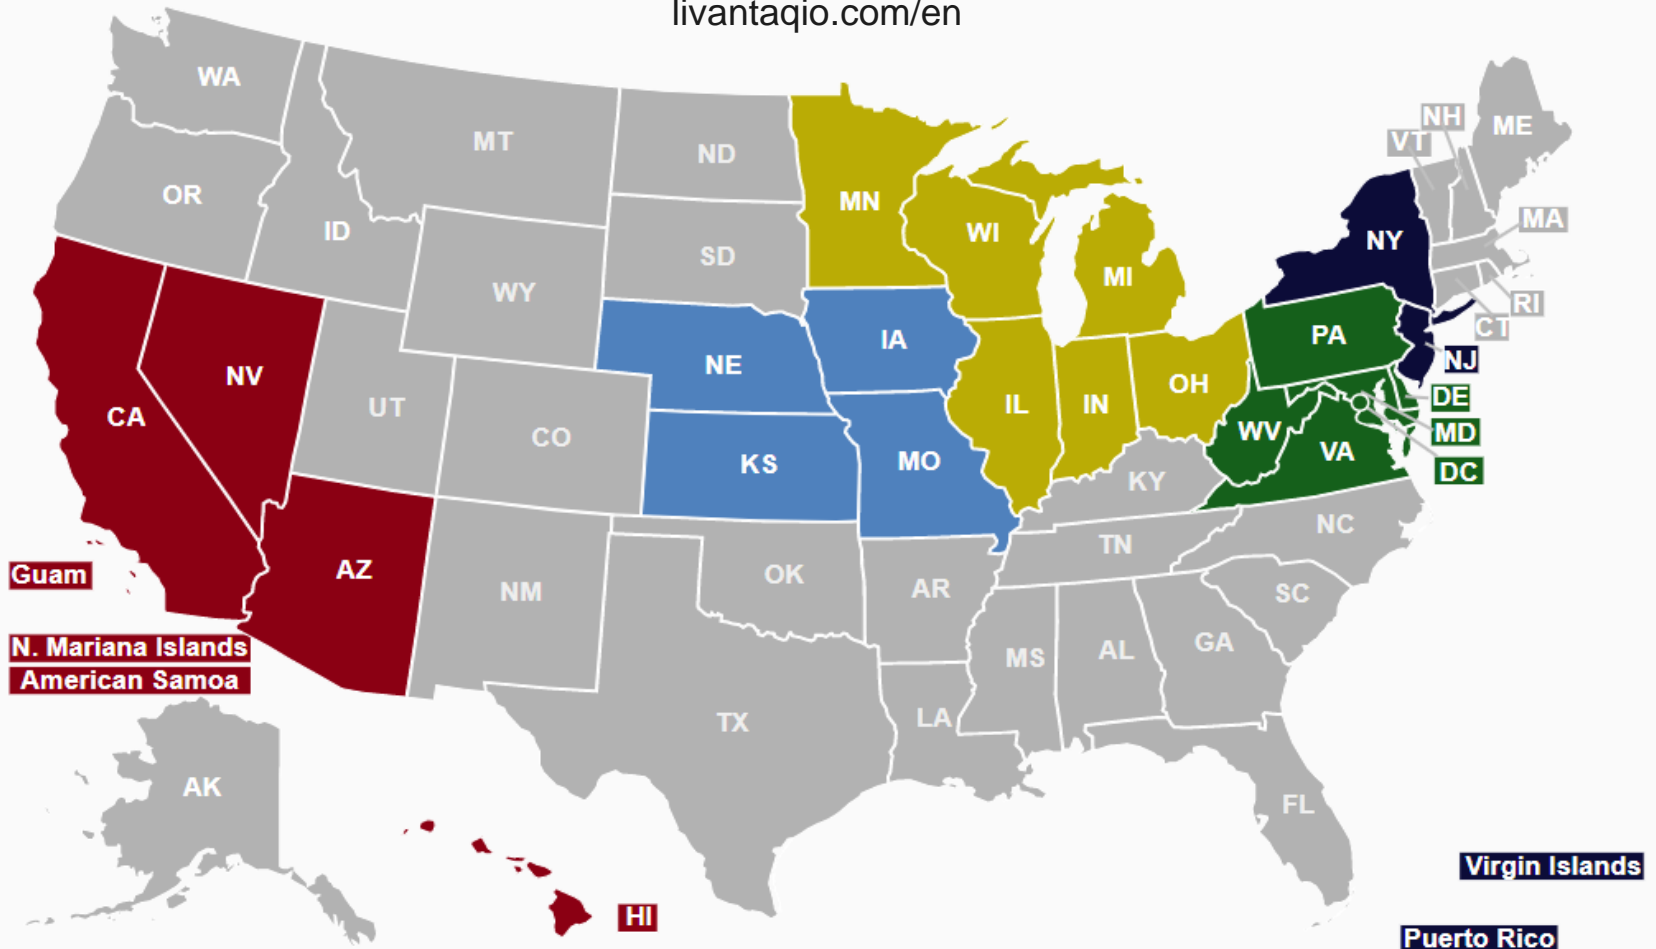 livantaqio.com/en
WA
MT
ND
MN
OR
ID
WY
SD
WI
MI
NH
VT
ME
MA
NY
RI
CT
NJ
PA
DE
MD
DC
CA
NV
UT
CO
NE
IA
KS
MO
IL
IN
OH
WV
VA
KY
NC
TN
SC
AZ
NM
OK
AR
MS
AL
GA
TX
LA
FL
Guam
N. Mariana Islands
American Samoa
AK
HI
Virgin Islands
Puerto Rico